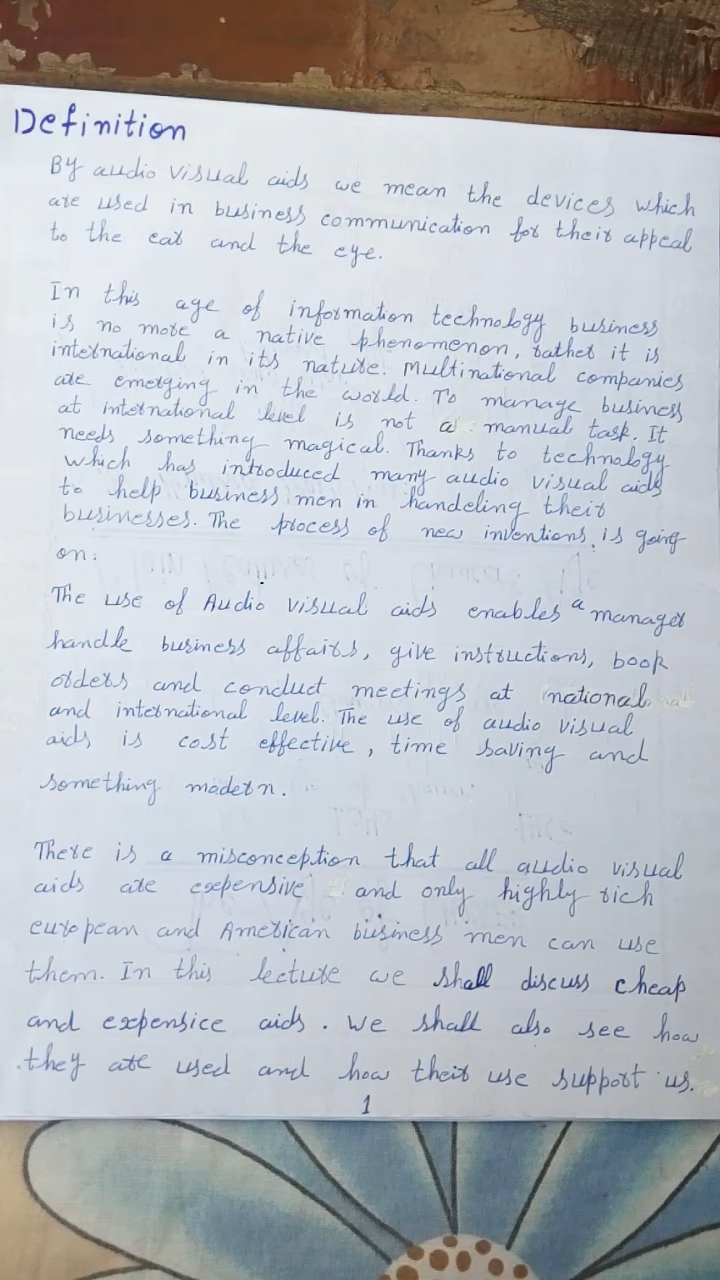 Definition
By audio visual aids we mean the devices which
are used in business communication for their appeal
to the ear and the eye.
In this age of information technology business
is no more a native phenomenon, rather it is
international in its nature. Multinational companies
are emerging in the world. To manage business
at international level is not a manual task. It
needs something magical. Thanks to technology
which has introduced many audio visual aids
to help business men in handeling their
businesses. The process of new inventions is going
on.
The use of Audio visual aids enables a manager
handle business affairs, give instructions, book
orders and conduct meetings at national
and international level. The use of audio visual
aids is cost effective, time saving and
something modern.
There is a misconception that all audio visual
aids are expensive and only highly rich
european and American business men can use
them. In this lecture we shall discuss cheap
and expensice aids. We shall also see how
they are used and how their use support us.
1